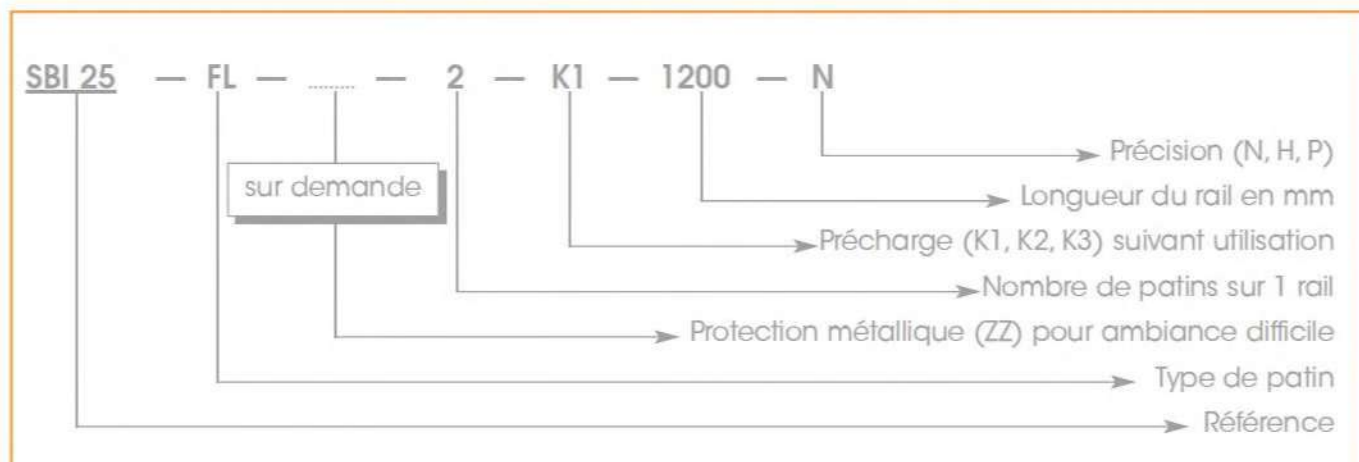 SBI 25 — FL — ........ — 2 — K1 — 1200 — N
Précision (N, H, P)
sur demande
Longueur du rail en mm
Précharge (K1, K2, K3) suivant utilisation
Nombre de patins sur 1 rail
Protection métallique (ZZ) pour ambiance difficile
Type de patin
Référence